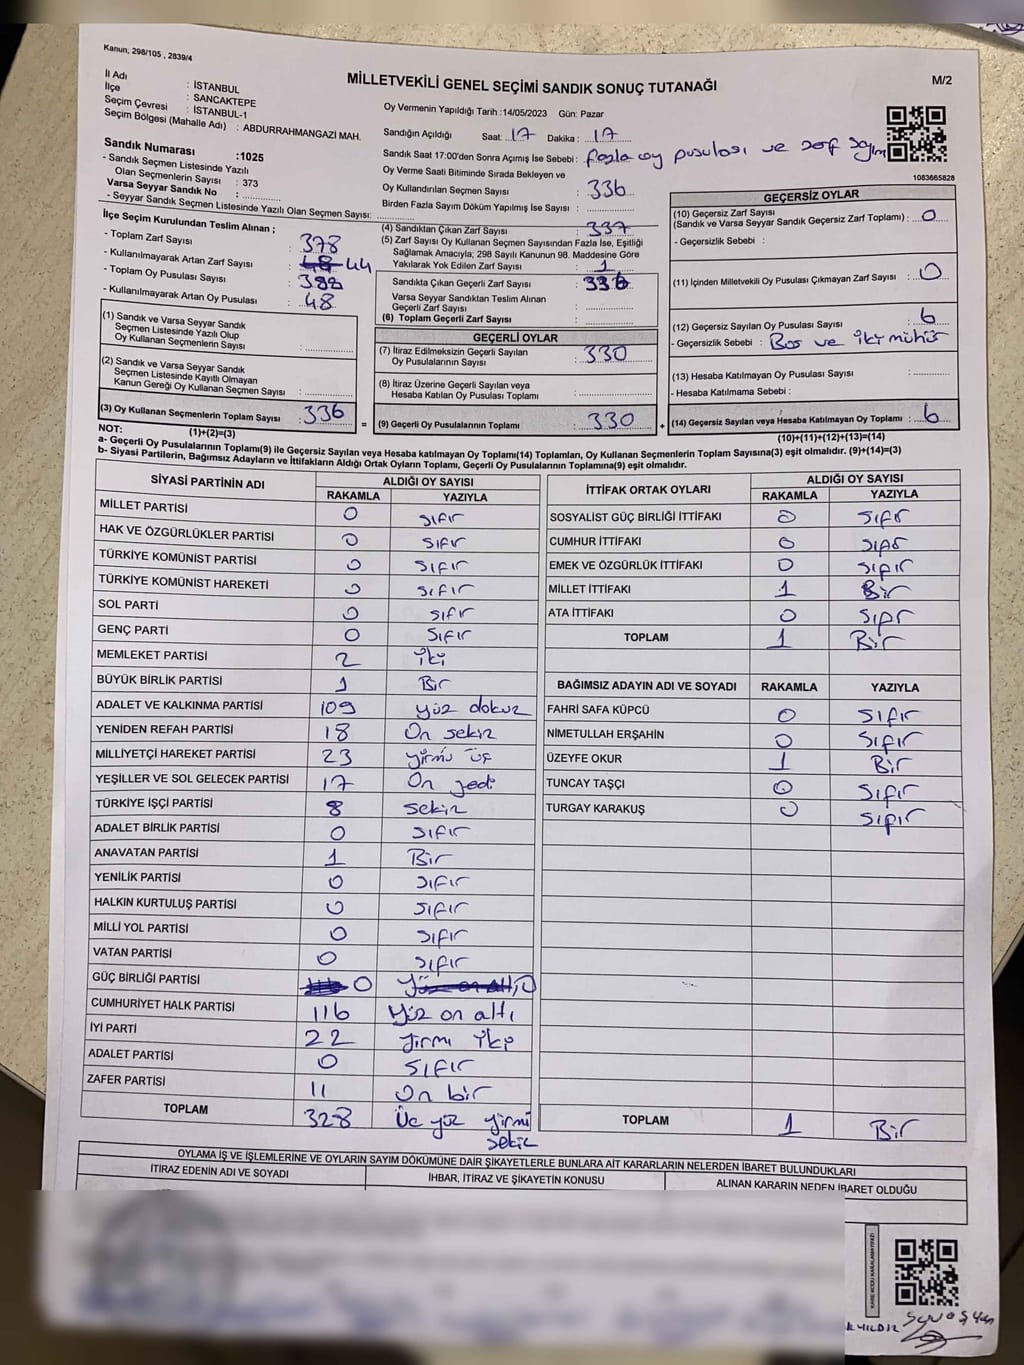 Kanun, 298/105 , 2839/4
MİLLETVEKİLİ GENEL SEÇİMİ SANDIK SONUÇ TUTANAĞI
M/2
İl Adı : İSTANBUL
İlçe : SANCAKTEPE
Seçim Çevresi : İSTANBUL-1
Seçim Bölgesi (Mahalle Adı) : ABDURRAHMANGAZİ MAH.
Sandık Numarası :1025
- Sandık Seçmen Listesinde Yazılı
Olan Seçmenlerin Sayısı : 373
Varsa Seyyar Sandık No :
- Seyyar Sandık Seçmen Listesinde Yazılı Olan Seçmen Sayısı:
Oy Vermenin Yapıldığı Tarih :14/05/2023 Gün: Pazar
Sandığın Açıldığı Saat: 17 Dakika : 17
Sandık Saat 17:00'den Sonra Açımış İse Sebebi : fazla oy pusulası ve zarf sayım
Oy Verme Saati Bitiminde Sırada Bekleyen ve
Oy Kullandırılan Seçmen Sayısı : 336
Birden Fazla Sayım Döküm Yapılmış İse Sayısı :
1083665828
İlçe Seçim Kurulundan Teslim Alınan ;
- Toplam Zarf Sayısı : 378
- Kullanılmayarak Artan Zarf Sayısı : 44
- Toplam Oy Pusulası Sayısı : 382
- Kullanılmayarak Artan Oy Pusulası : 48
(1) Sandık ve Varsa Seyyar Sandık
Seçmen Listesinde Yazılı Olup
Oy Kullanan Seçmenlerin Sayısı :
(2) Sandık ve Varsa Seyyar Sandık
Seçmen Listesinde Kayıtlı Olmayan
Kanun Gereği Oy Kullanan Seçmen Sayısı :
(3) Oy Kullanan Seçmenlerin Toplam Sayısı : 336
(1)+(2)=(3)
(4) Sandıktan Çıkan Zarf Sayısı : 337
(5) Zarf Sayısı Oy Kullanan Seçmen Sayısından Fazla İse, Eşitliği
Sağlamak Amacıyla; 298 Sayılı Kanunun 98. Maddesine Göre
Yakılarak Yok Edilen Zarf Sayısı : 1
Sandıkta Çıkan Geçerli Zarf Sayısı : 336
Varsa Seyyar Sandıktan Teslim Alınan
Geçerli Zarf Sayısı :
(6) Toplam Geçerli Zarf Sayısı :
GEÇERLİ OYLAR
(7) İtiraz Edilmeksizin Geçerli Sayılan
Oy Pusulalarının Sayısı : 330
(8) İtiraz Üzerine Geçerli Sayılan veya
Hesaba Katılan Oy Pusulası Toplamı :
= (9) Geçerli Oy Pusulalarının Toplamı : 330 +
GEÇERSİZ OYLAR
(10) Geçersiz Zarf Sayısı
(Sandık ve Varsa Seyyar Sandık Geçersiz Zarf Toplamı) : 0
- Geçersizlik Sebebi :
(11) İçinden Milletvekili Oy Pusulası Çıkmayan Zarf Sayısı : 0
(12) Geçersiz Sayılan Oy Pusulası Sayısı : 6
- Geçersizlik Sebebi : Boş ve İki mühür
(13) Hesaba Katılmayan Oy Pusulası Sayısı :
- Hesaba Katılmama Sebebi :
(14) Geçersiz Sayılan veya Hesaba Katılmayan Oy Toplamı : 6
(10)+(11)+(12)+(13)=(14)
NOT:
a- Geçerli Oy Pusulalarının Toplamı(9) ile Geçersiz Sayılan veya Hesaba katılmayan Oy Toplamı(14) Toplamları, Oy Kullanan Seçmenlerin Toplam Sayısına(3) eşit olmalıdır. (9)+(14)=(3)
b- Siyasi Partilerin, Bağımsız Adayların ve İttifakların Aldığı Ortak Oyların Toplamı, Geçerli Oy Pusulalarının Toplamına(9) eşit olmalıdır.
SİYASİ PARTİNİN ADI ALDIĞI OY SAYISI
RAKAMLA YAZIYLA
MİLLET PARTİSİ 0 sıfır
HAK VE ÖZGÜRLÜKLER PARTİSİ 0 sıfır
TÜRKİYE KOMÜNİST PARTİSİ 0 sıfır
TÜRKİYE KOMÜNİST HAREKETİ 0 sıfır
SOL PARTİ 0 sıfır
GENÇ PARTİ 0 sıfır
MEMLEKET PARTİSİ 2 iki
BÜYÜK BİRLİK PARTİSİ 1 Bir
ADALET VE KALKINMA PARTİSİ 109 yüz dokuz
YENİDEN REFAH PARTİSİ 18 On sekiz
MİLLİYETÇİ HAREKET PARTİSİ 23 yirmi üç
YEŞİLLER VE SOL GELECEK PARTİSİ 17 On yedi
TÜRKİYE İŞÇİ PARTİSİ 8 sekiz
ADALET BİRLİK PARTİSİ 0 sıfır
ANAVATAN PARTİSİ 1 Bir
YENİLİK PARTİSİ 0 sıfır
HALKIN KURTULUŞ PARTİSİ 0 sıfır
MİLLİ YOL PARTİSİ 0 sıfır
VATAN PARTİSİ 0 sıfır
GÜÇ BİRLİĞİ PARTİSİ 0 Yüz on altı 0
CUMHURİYET HALK PARTİSİ 116 Yüz on altı
İYİ PARTİ 22 yirmi iki
ADALET PARTİSİ 0 sıfır
ZAFER PARTİSİ 11 On bir
TOPLAM 328 Üç yüz yirmi
sekiz
İTTİFAK ORTAK OYLARI ALDIĞI OY SAYISI
RAKAMLA YAZIYLA
SOSYALİST GÜÇ BİRLİĞİ İTTİFAKI 0 sıfır
CUMHUR İTTİFAKI 0 sıfır
EMEK VE ÖZGÜRLÜK İTTİFAKI 0 sıfır
MİLLET İTTİFAKI 1 Bir
ATA İTTİFAKI 0 sıfır
TOPLAM 1 Bir
BAĞIMSIZ ADAYIN ADI VE SOYADI RAKAMLA YAZIYLA
FAHRİ SAFA KÜPCÜ 0 sıfır
NİMETULLAH ERŞAHİN 0 sıfır
ÜZEYFE OKUR 1 Bir
TUNCAY TAŞÇI 0 sıfır
TURGAY KARAKUŞ 0 sıfır
TOPLAM 1 Bir
OYLAMA İŞ VE İŞLEMLERİNE VE OYLARIN SAYIM DÖKÜMÜNE DAİR ŞİKAYETLERLE BUNLARA AİT KARARLARIN NELERDEN İBARET BULUNDUKLARI
İTİRAZ EDENİN ADI VE SOYADI İHBAR, İTİRAZ VE ŞİKAYETİN KONUSU ALINAN KARARIN NEDEN İBARET OLDUĞU
KARE KODU KARALAMAYINIZ!